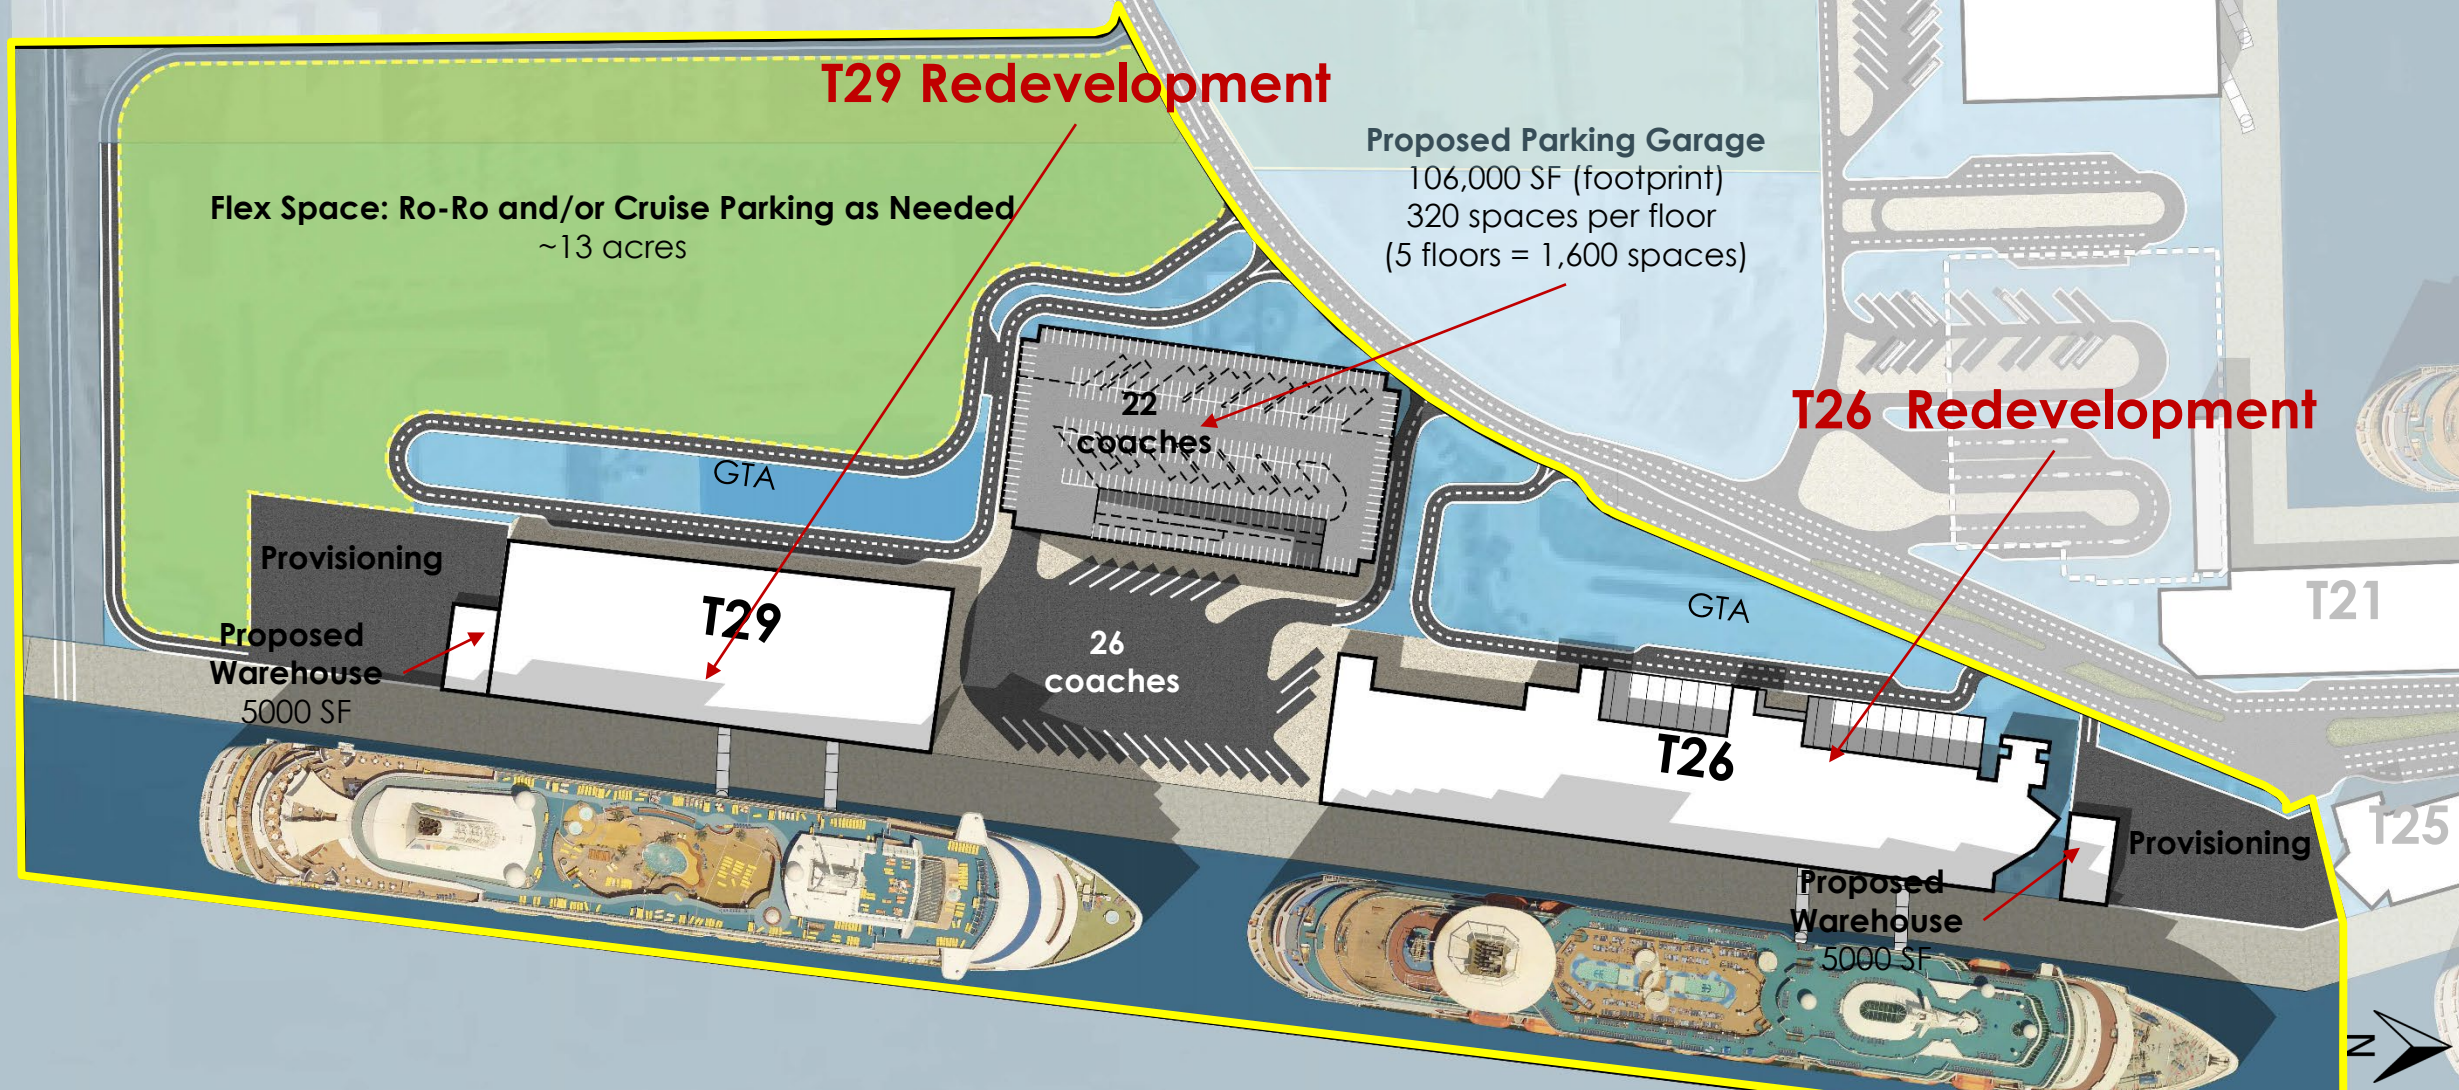 T29 Redevelopment
Proposed Parking Garage
106,000 SF (footprint)
320 spaces per floor
(5 floors = 1,600 spaces)
Flex Space: Ro-Ro and/or Cruise Parking as Needed
~13 acres
T26 Redevelopment
22
coaches
GTA
Provisioning
T29
GTA
T21
Proposed
Warehouse
5000 SF
26
coaches
T26
T25
Provisioning
Proposed
Warehouse
5000 SF
N